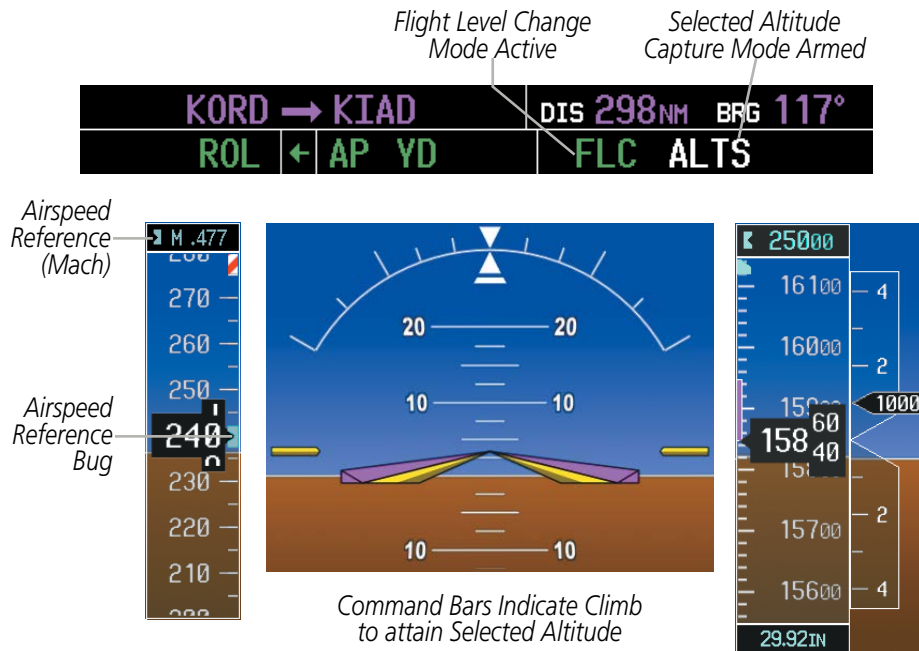 Flight Level Change
Mode Active
Selected Altitude
Capture Mode Armed
KORD → KIAD
DIS 298NM BRG 117°
ROL ← AP YD
FLC ALTS
Airspeed
Reference
(Mach)
M .477
270
260
250
240
230
220
210
Airspeed
Reference
Bug
20 20
10 10
10 10
25000
16100
16000
158
60
40
15700
15600
29.92IN
4
2
1000
2
4
Command Bars Indicate Climb
to attain Selected Altitude